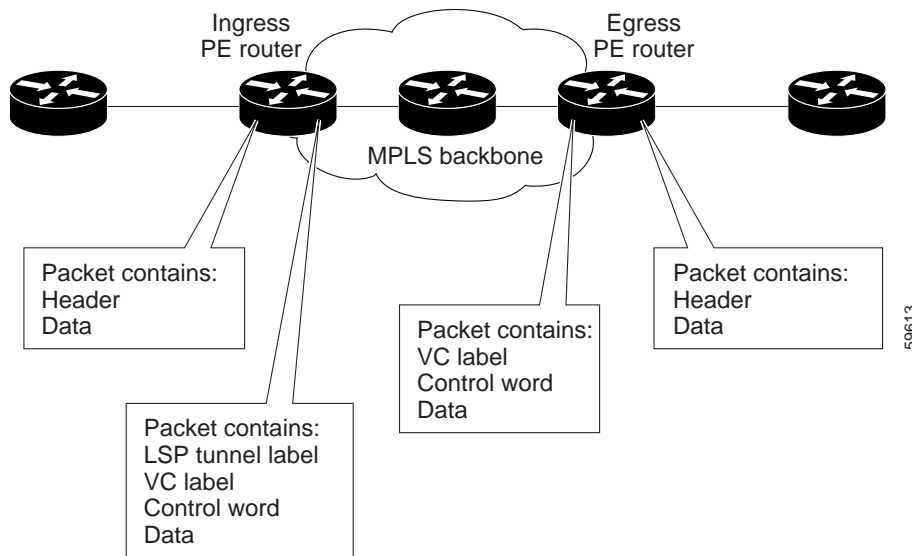 Ingress
PE router
Egress
PE router
MPLS backbone
Packet contains:
Header
Data
Packet contains:
LSP tunnel label
VC label
Control word
Data
Packet contains:
VC label
Control word
Data
Packet contains:
Header
Data
59613